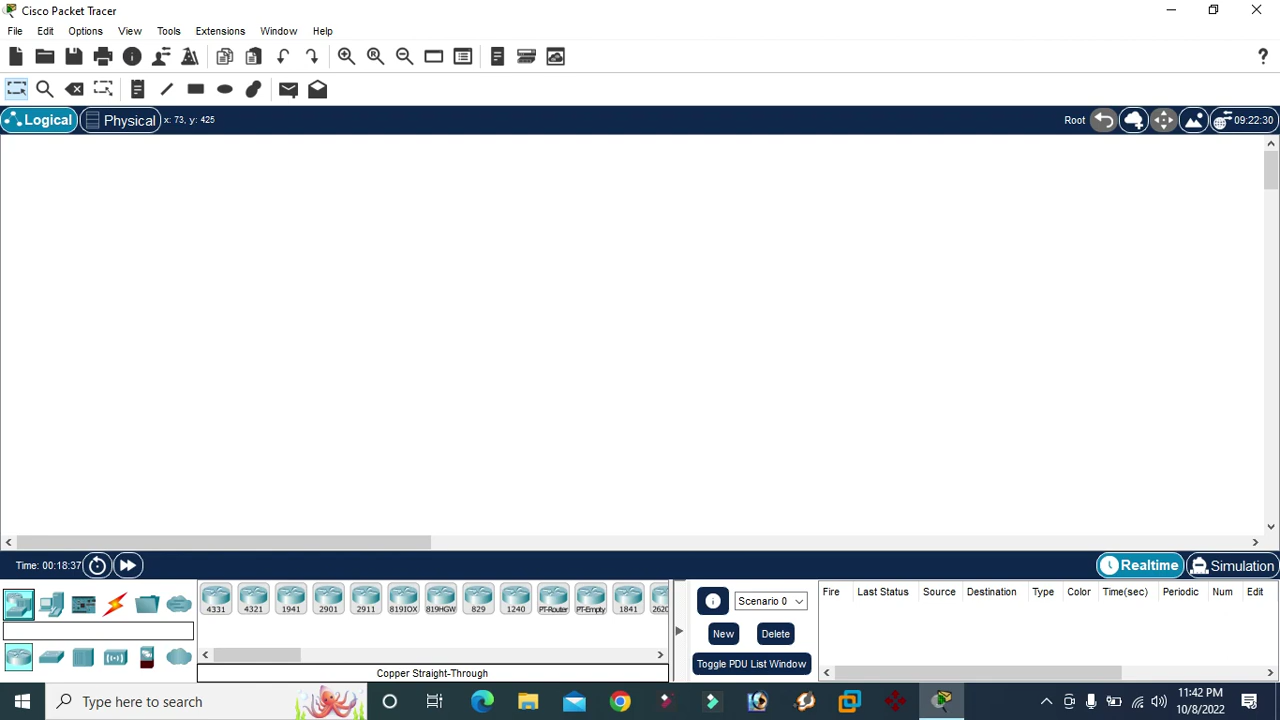 Cisco Packet Tracer
File Edit Options View Tools Extensions Window Help
Logical Physical x: 73, y: 425 Root 09:22:30
Time: 00:18:37 Realtime Simulation
4331 4321 1941 2901 2911 819IOX 819HGW 829 1240 PT-Router PT-Empty 1841 2620
Copper Straight-Through
Scenario 0
New Delete
Toggle PDU List Window
Fire Last Status Source Destination Type Color Time(sec) Periodic Num Edit
Type here to search
11:42 PM
10/8/2022